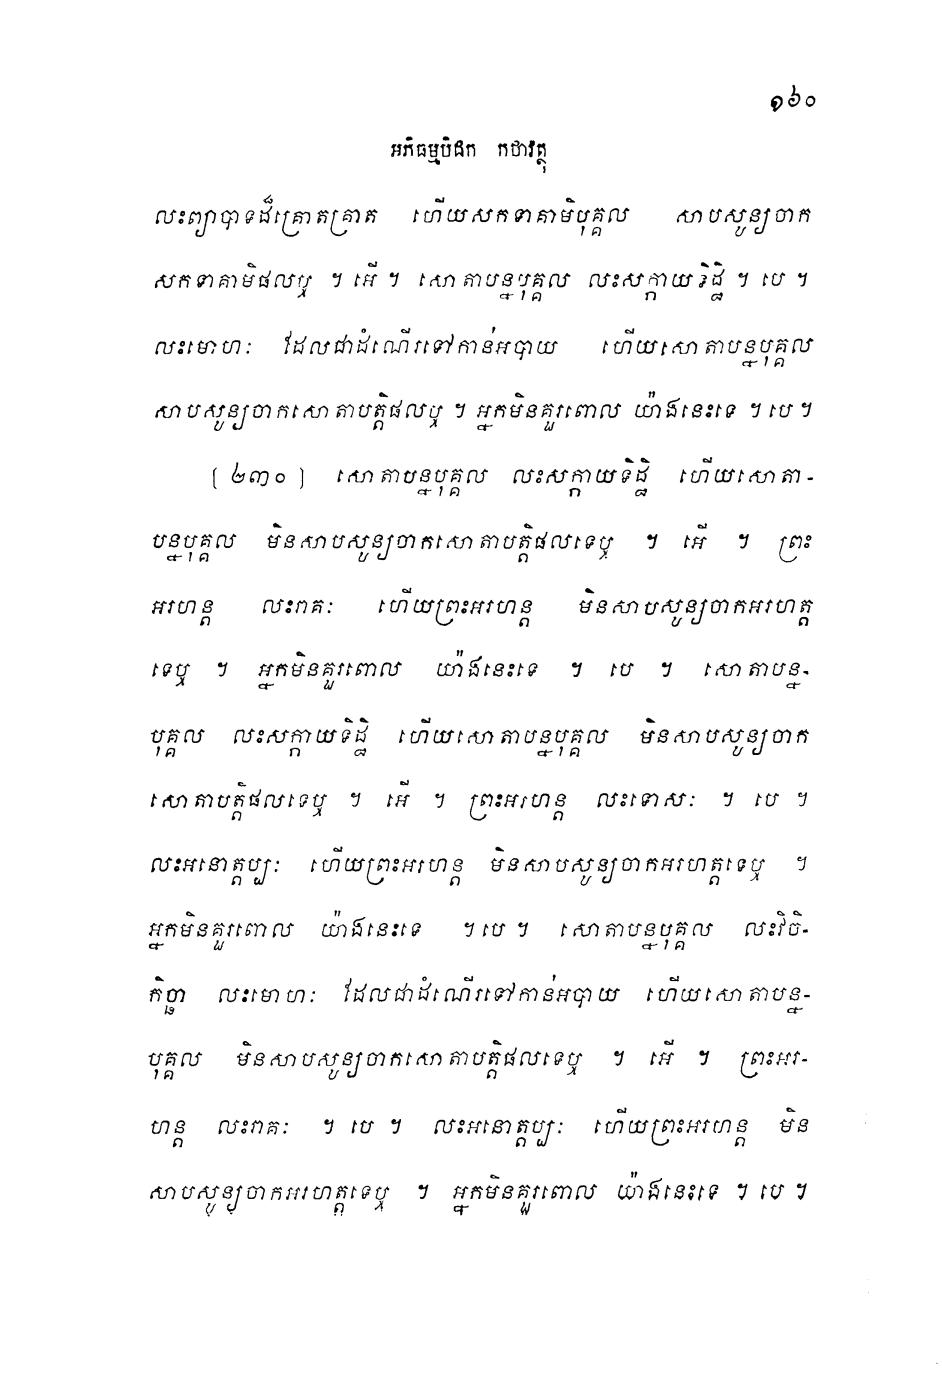 ១៦០
អភិធម្មបិដក កថាវត្ថុ
លះព្យាបាទដ៏គ្រោតគ្រាត ហើយសកទាគាមិបុគ្គល សាបសូន្យចាក
សកទាគាមិផលឬ ។ អើ ។ សោតាបន្នបុគ្គល លះសក្កាយទិដ្ឋិ ។ បេ ។
លះមោហៈ ដែលជាដំណើរទៅកាន់អបាយ ហើយសោតាបន្នបុគ្គល
សាបសូន្យចាកសោតាបត្តិផលឬ ។ អ្នកមិនគួរពោល យ៉ាងនេះទេ ។ បេ ។
[២៣០] សោតាបន្នបុគ្គល លះសក្កាយទិដ្ឋិ ហើយសោតា-
បន្នបុគ្គល មិនសាបសូន្យចាកសោតាបត្តិផលទេឬ ។ អើ ។ ព្រះ
អរហន្ត លះរាគៈ ហើយព្រះអរហន្ត មិនសាបសូន្យចាកអរហត្ត
ទេឬ ។ អ្នកមិនគួរពោល យ៉ាងនេះទេ ។ បេ ។ សោតាបន្ន-
បុគ្គល លះសក្កាយទិដ្ឋិ ហើយសោតាបន្នបុគ្គល មិនសាបសូន្យចាក
សោតាបត្តិផលទេឬ ។ អើ ។ ព្រះអរហន្ត លះទោសៈ ។ បេ ។
លះអនោត្តប្បៈ ហើយព្រះអរហន្ត មិនសាបសូន្យចាកអរហត្តទេឬ ។
អ្នកមិនគួរពោល យ៉ាងនេះទេ ។ បេ ។ សោតាបន្នបុគ្គល លះវិចិ-
កិច្ឆា លះមោហៈ ដែលជាដំណើរទៅកាន់អបាយ ហើយសោតាបន្ន-
បុគ្គល មិនសាបសូន្យចាកសោតាបត្តិផលទេឬ ។ អើ ។ ព្រះអរ-
ហន្ត លះរាគៈ ។ បេ ។ លះអនោត្តប្បៈ ហើយព្រះអរហន្ត មិន
សាបសូន្យចាកអរហត្តទេឬ ។ អ្នកមិនគួរពោល យ៉ាងនេះទេ ។ បេ ។